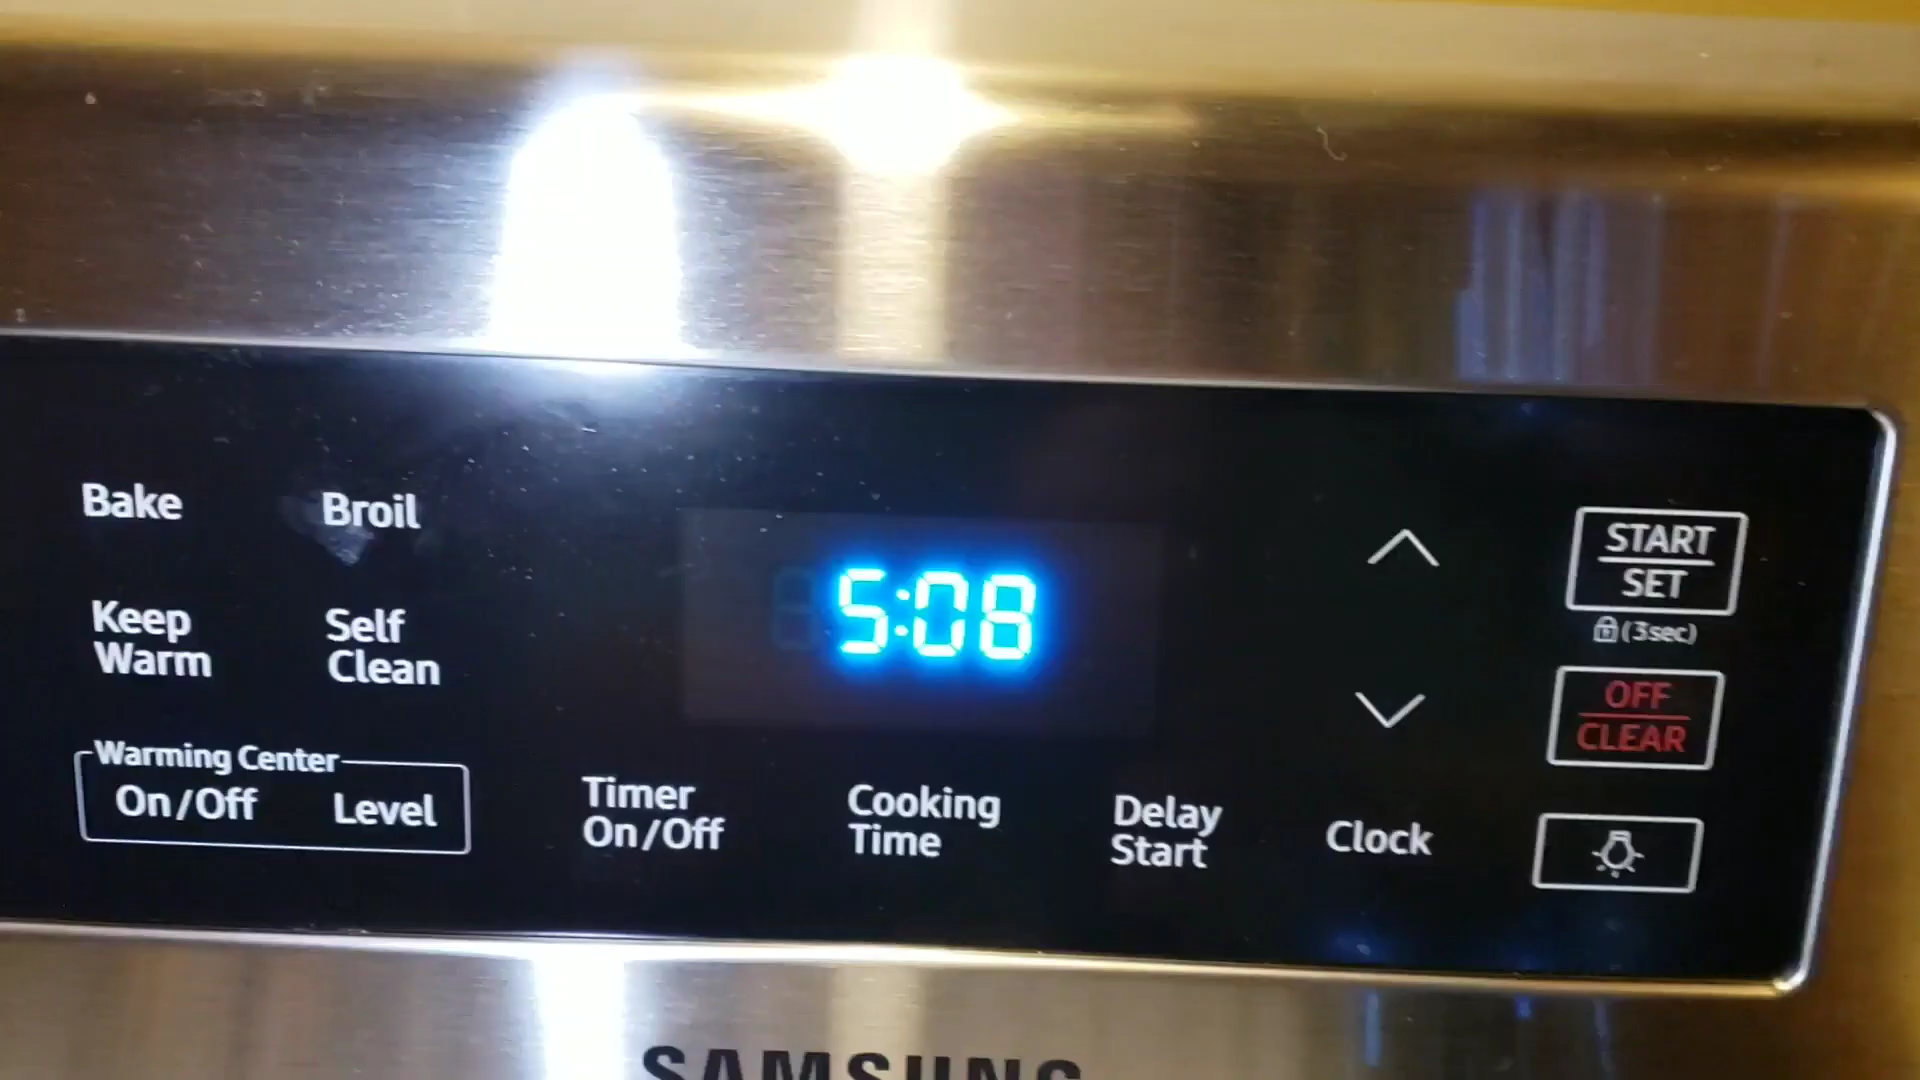 Bake
Broil
Keep
Warm
Self
Clean
Warming Center
On/Off
Level
5:08
Timer
On/Off
Cooking
Time
Delay
Start
Clock
START
SET
(3sec)
OFF
CLEAR
SAMSUNG